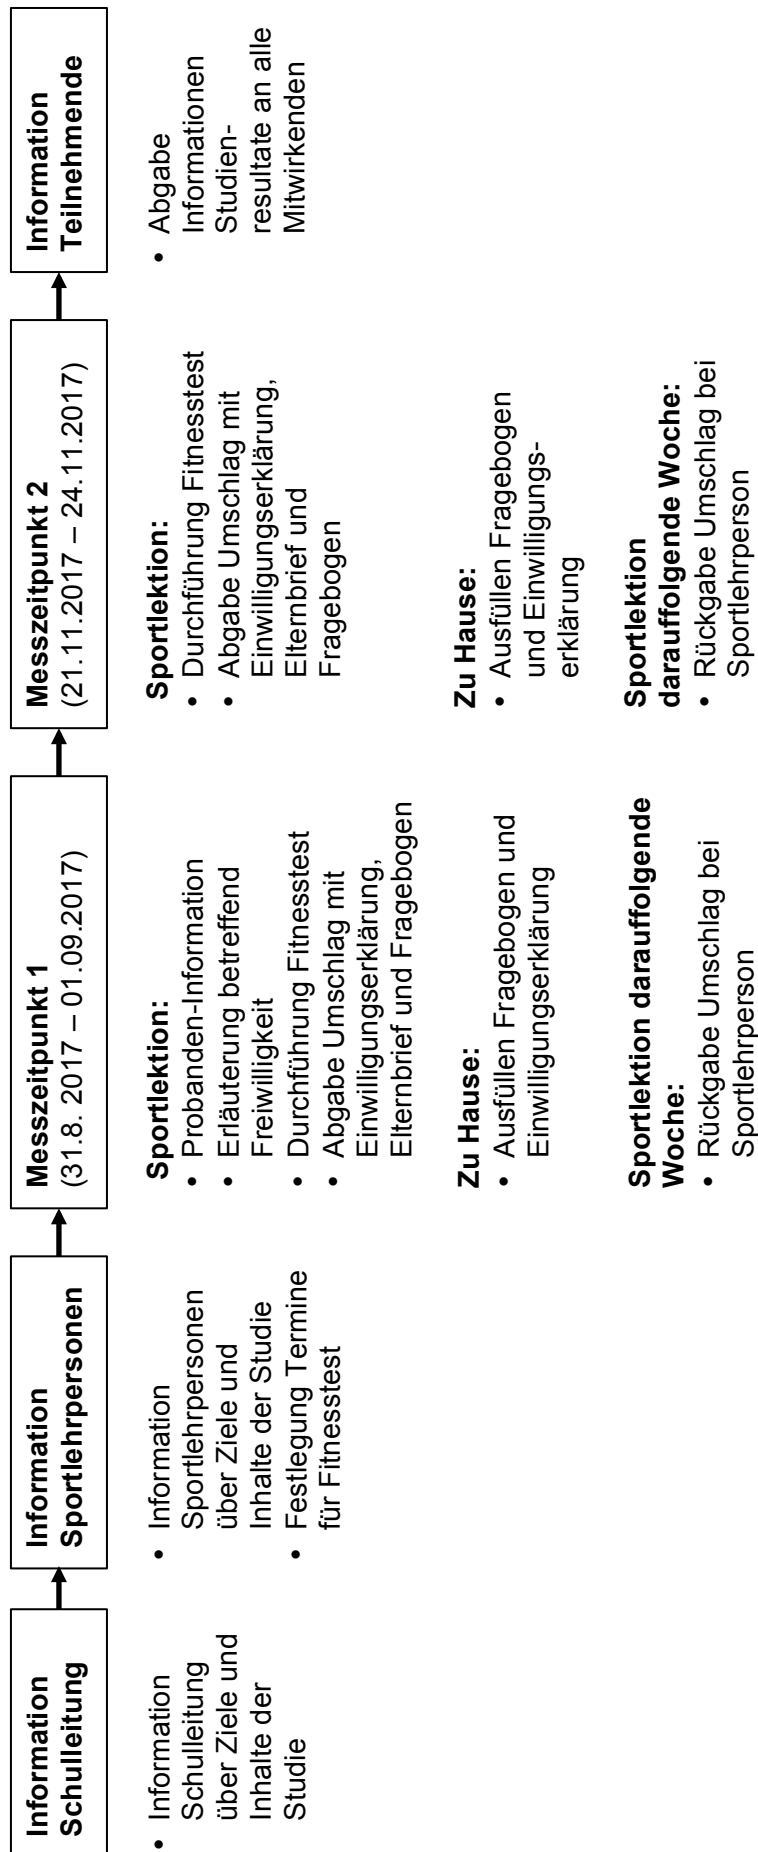 Information
Schulleitung
• Information
Schulleitung
über Ziele und
Inhalte der
Studie
Information
Sportlehrpersonen
• Information
Sportlehrpersonen
über Ziele und
Inhalte der Studie
• Festlegung Termine
für Fitnesstest
Messzeitpunkt 1
(31.8. 2017 – 01.09.2017)
Sportlektion:
• Probanden-Information
• Erläuterung betreffend
Freiwilligkeit
• Durchführung Fitnesstest
• Abgabe Umschlag mit
Einwilligungserklärung,
Elternbrief und Fragebogen
Zu Hause:
• Ausfüllen Fragebogen und
Einwilligungserklärung
Sportlektion darauffolgende
Woche:
• Rückgabe Umschlag bei
Sportlehrperson
Messzeitpunkt 2
(21.11.2017 – 24.11.2017)
Sportlektion:
• Durchführung Fitnesstest
• Abgabe Umschlag mit
Einwilligungserklärung,
Elternbrief und
Fragebogen
Zu Hause:
• Ausfüllen Fragebogen
und Einwilligungs-
erklärung
Sportlektion
darauffolgende Woche:
• Rückgabe Umschlag bei
Sportlehrperson
Information
Teilnehmende
• Abgabe
Informationen
Studien-
resultate an alle
Mitwirkenden